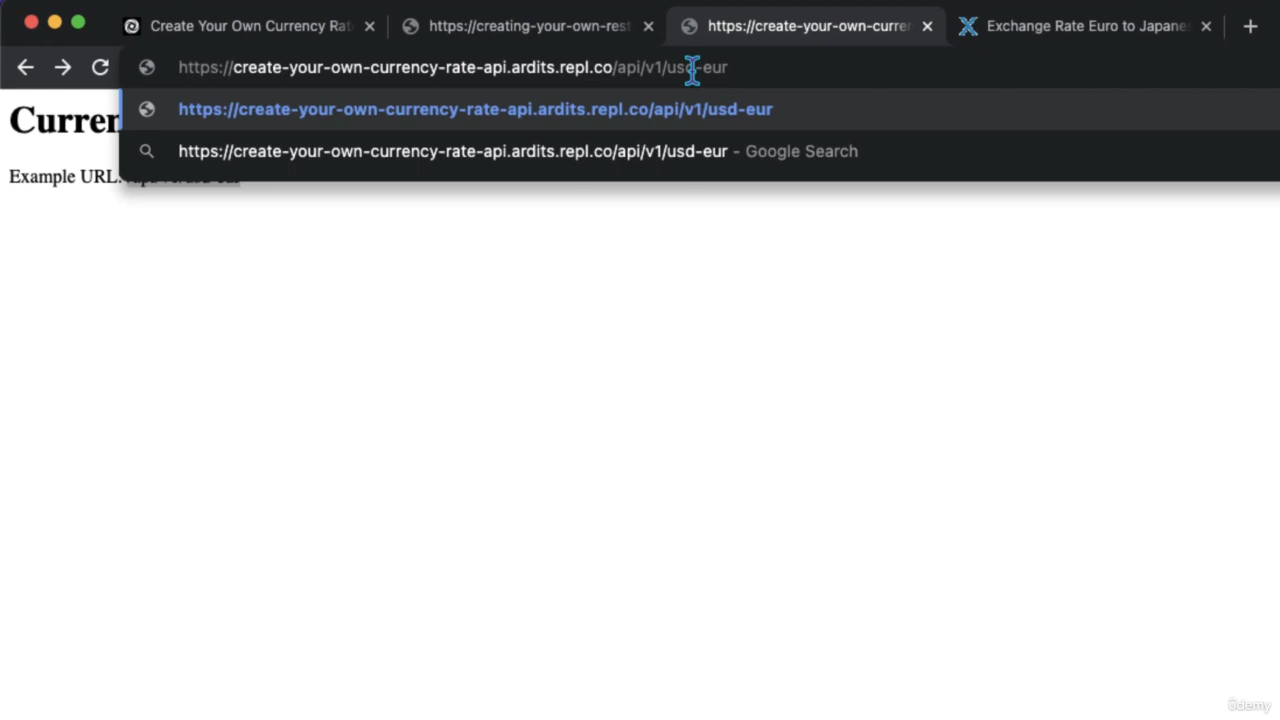 Create Your Own Currency Rat
https://creating-your-own-rest
https://create-your-own-curre
Exchange Rate Euro to Japane
https://create-your-own-currency-rate-api.ardits.repl.co/api/v1/usd-eur
https://create-your-own-currency-rate-api.ardits.repl.co/api/v1/usd-eur
https://create-your-own-currency-rate-api.ardits.repl.co/api/v1/usd-eur - Google Search
Curren
Example URL:
ûdemy